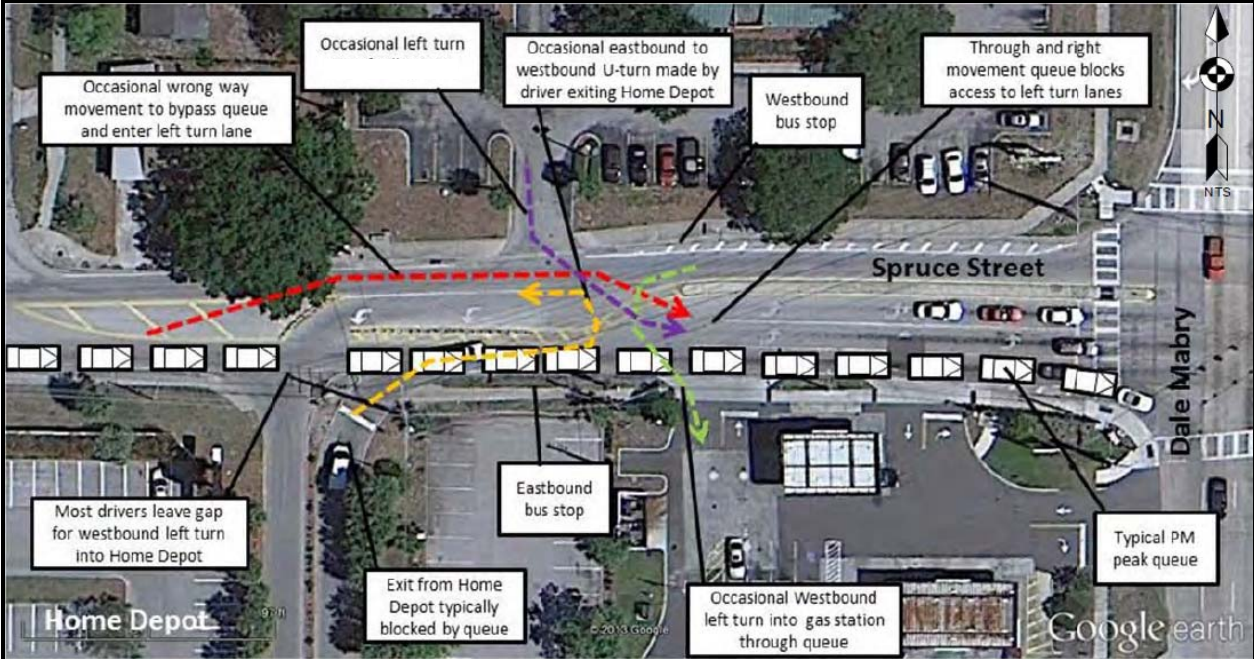 Occasional left turn
Occasional wrong way
movement to bypass queue
and enter left turn lane
Occasional eastbound to
westbound U-turn made by
driver exiting Home Depot
Westbound
bus stop
Through and right
movement queue blocks
access to left turn lanes
N
NTS
Spruce Street
Dale Mabry
Most drivers leave gap
for westbound left turn
into Home Depot
Exit from Home
Depot typically
blocked by queue
Eastbound
bus stop
Occasional Westbound
left turn into gas station
through queue
Typical PM
peak queue
Home Depot
© 2013 Google
Google earth